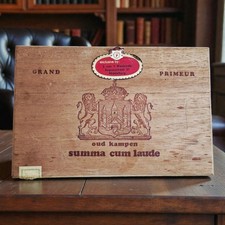 GRAND
PRIMEUR
oud kampen
summa cum laude